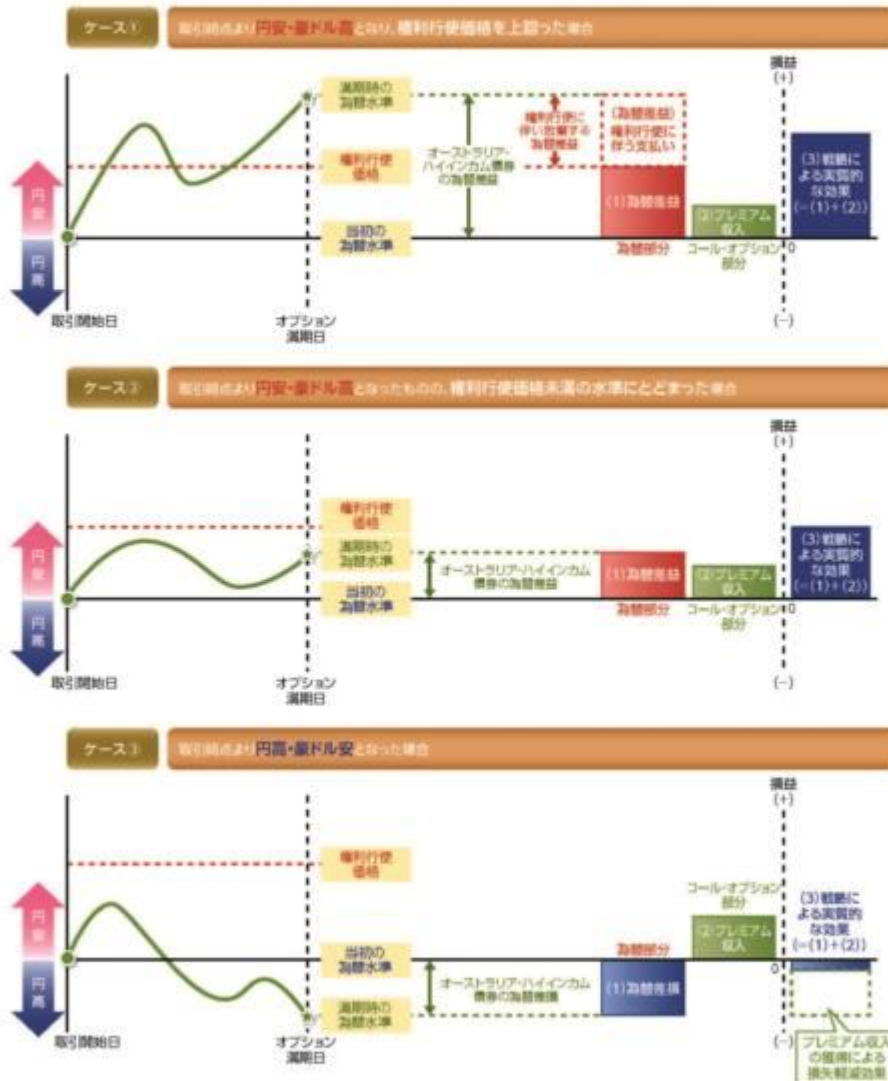 ケース①
取引時点より円安・豪ドル高となり、権利行使価格を上回った場合
損益
(+)
満期時の
為替水準
権利行使
価格
当初の
為替水準
オーストラリア・
ハイインカム債券
の為替差益
権利行使に
伴い放棄する
為替差益
(為替差益)
権利行使に
伴う支払い
(1)為替差益
(2)プレミアム
収入
(3)戦略に
よる実質的
な効果
(=(1)+(2))
為替部分
コール・オプション
部分
0
(−)
円安
円高
取引開始日
オプション
満期日
ケース②
取引時点より円安・豪ドル高となったものの、権利行使価格未満の水準にとどまった場合
損益
(+)
権利行使
価格
満期時の
為替水準
当初の
為替水準
オーストラリア・ハイインカム
債券の為替差益
(1)為替差益
(2)プレミアム
収入
(3)戦略に
よる実質的
な効果
(=(1)+(2))
為替部分
コール・オプション
部分
0
(−)
円安
円高
取引開始日
オプション
満期日
ケース③
取引時点より円高・豪ドル安となった場合
損益
(+)
権利行使
価格
コール・オプション
部分
(3)戦略に
よる実質的
な効果
(=(1)+(2))
(2)プレミアム
収入
為替部分
当初の
為替水準
0
オーストラリア・ハイインカム
債券の為替差損
(1)為替差損
満期時の
為替水準
円安
円高
(−)
プレミアム収入
の獲得による
損失軽減効果
取引開始日
オプション
満期日